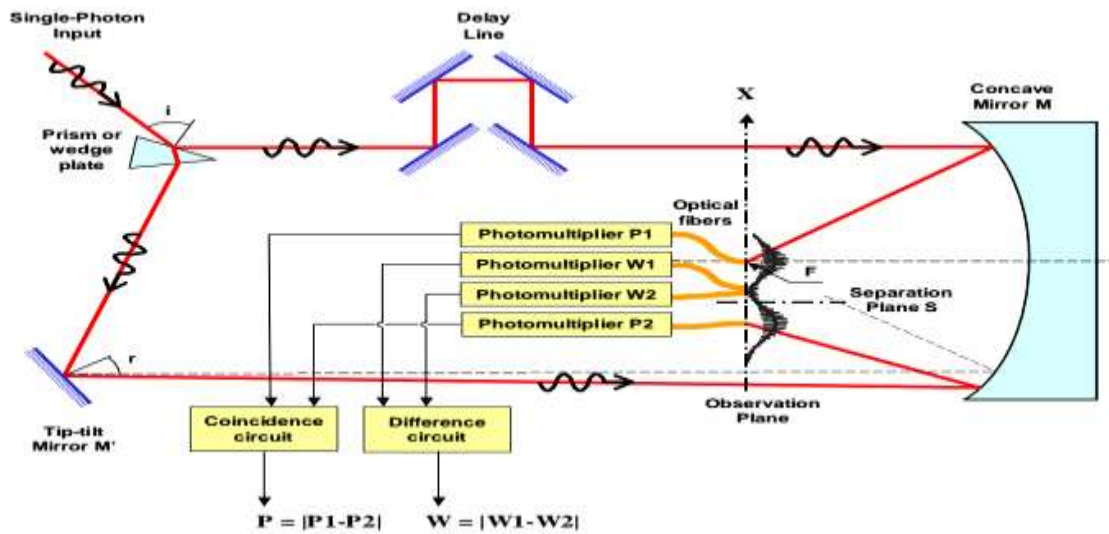 Single-Photon
Input
Delay
Line
Concave
Mirror M
X
i
Prism or
wedge
plate
Optical
fibers
Photomultiplier P1
Photomultiplier W1
Photomultiplier W2
Photomultiplier P2
F
Separation
Plane S
r
Observation
Plane
Tip-tilt
Mirror M'
Coincidence
circuit
Difference
circuit
P = |P1-P2|
W = |W1-W2|